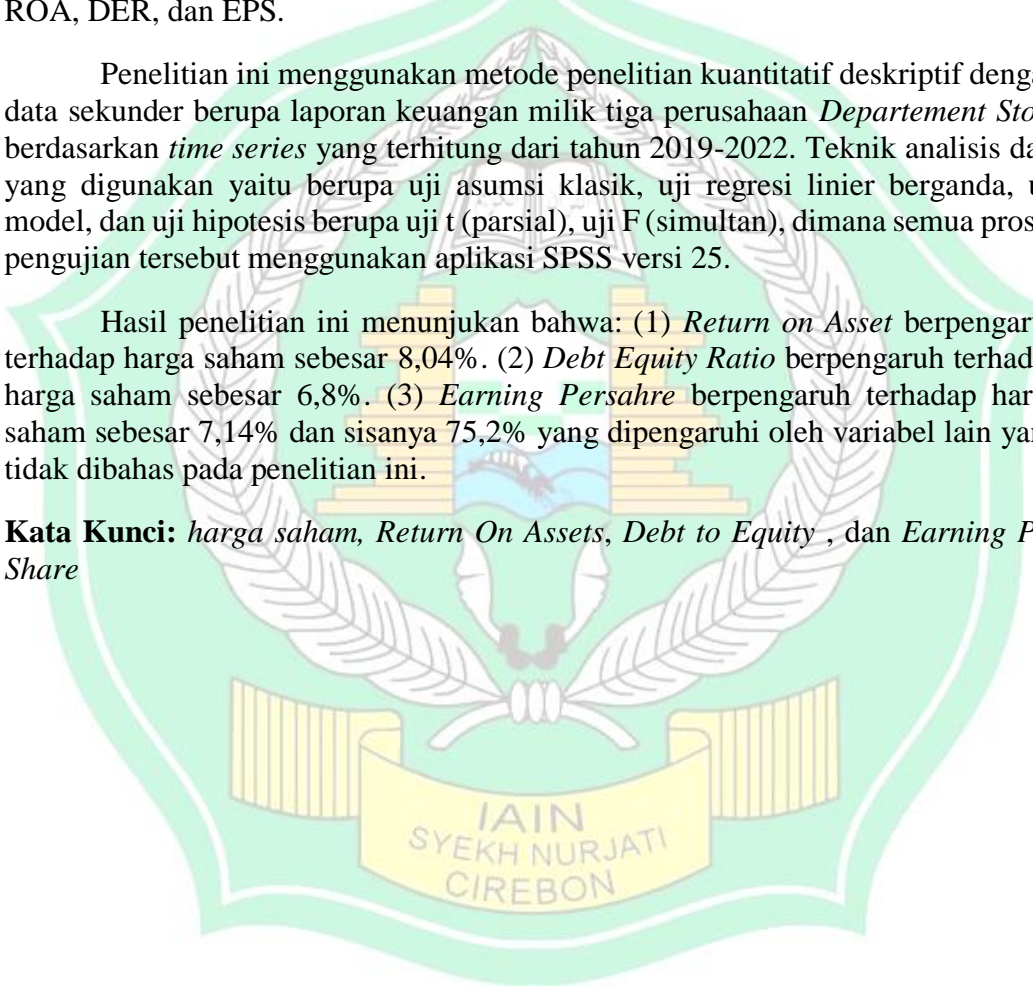 ROA, DER, dan EPS.
Penelitian ini menggunakan metode penelitian kuantitatif deskriptif denga
data sekunder berupa laporan keuangan milik tiga perusahaan Departement Sto
berdasarkan time series yang terhitung dari tahun 2019-2022. Teknik analisis da
yang digunakan yaitu berupa uji asumsi klasik, uji regresi linier berganda, u
model, dan uji hipotesis berupa uji t (parsial), uji F (simultan), dimana semua pros
pengujian tersebut menggunakan aplikasi SPSS versi 25.
Hasil penelitian ini menunjukan bahwa: (1) Return on Asset berpengar
terhadap harga saham sebesar 8,04%. (2) Debt Equity Ratio berpengaruh terhad
harga saham sebesar 6,8%. (3) Earning Persahre berpengaruh terhadap har
saham sebesar 7,14% dan sisanya 75,2% yang dipengaruhi oleh variabel lain yan
tidak dibahas pada penelitian ini.
Kata Kunci: harga saham, Return On Assets, Debt to Equity , dan Earning P
Share
IAIN
SYEKH NURJATI
CIREBON